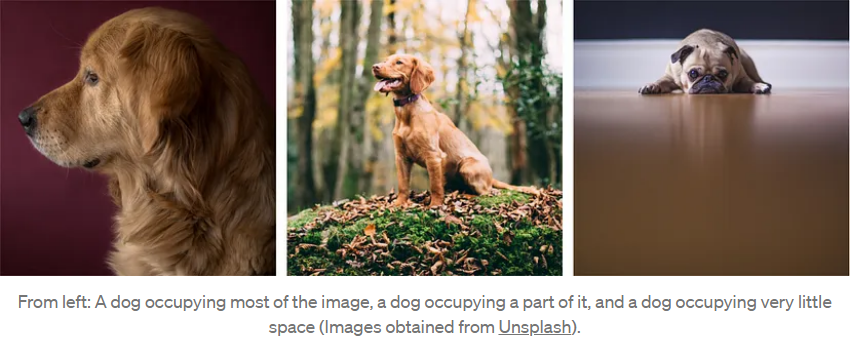 From left: A dog occupying most of the image, a dog occupying a part of it, and a dog occupying very little
space (Images obtained from Unsplash).